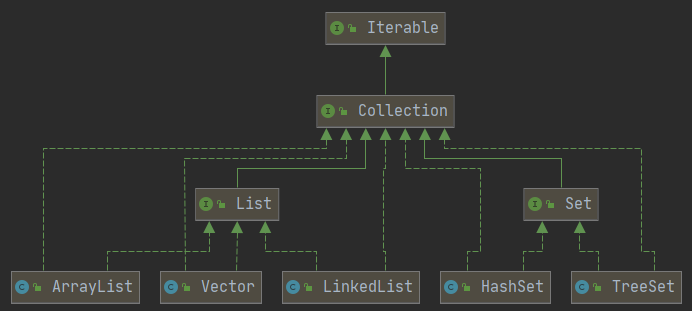 I Iterable
I Collection
I List
I Set
C ArrayList
C Vector
C LinkedList
C HashSet
C TreeSet